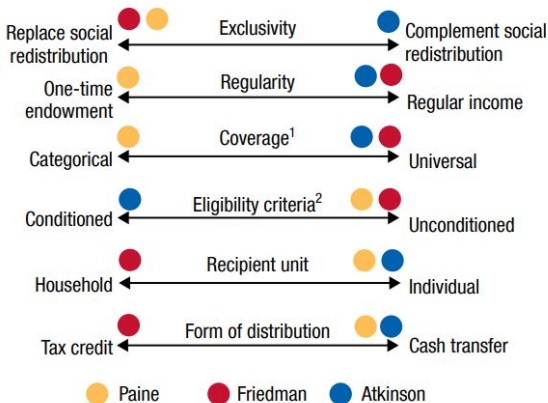 Replace social
redistribution
Exclusivity
Complement social
redistribution
One-time
endowment
Regularity
Regular income
Categorical
Coverage1
Universal
Conditioned
Eligibility criteria2
Unconditioned
Household
Recipient unit
Individual
Tax credit
Form of distribution
Cash transfer
Paine
Friedman
Atkinson